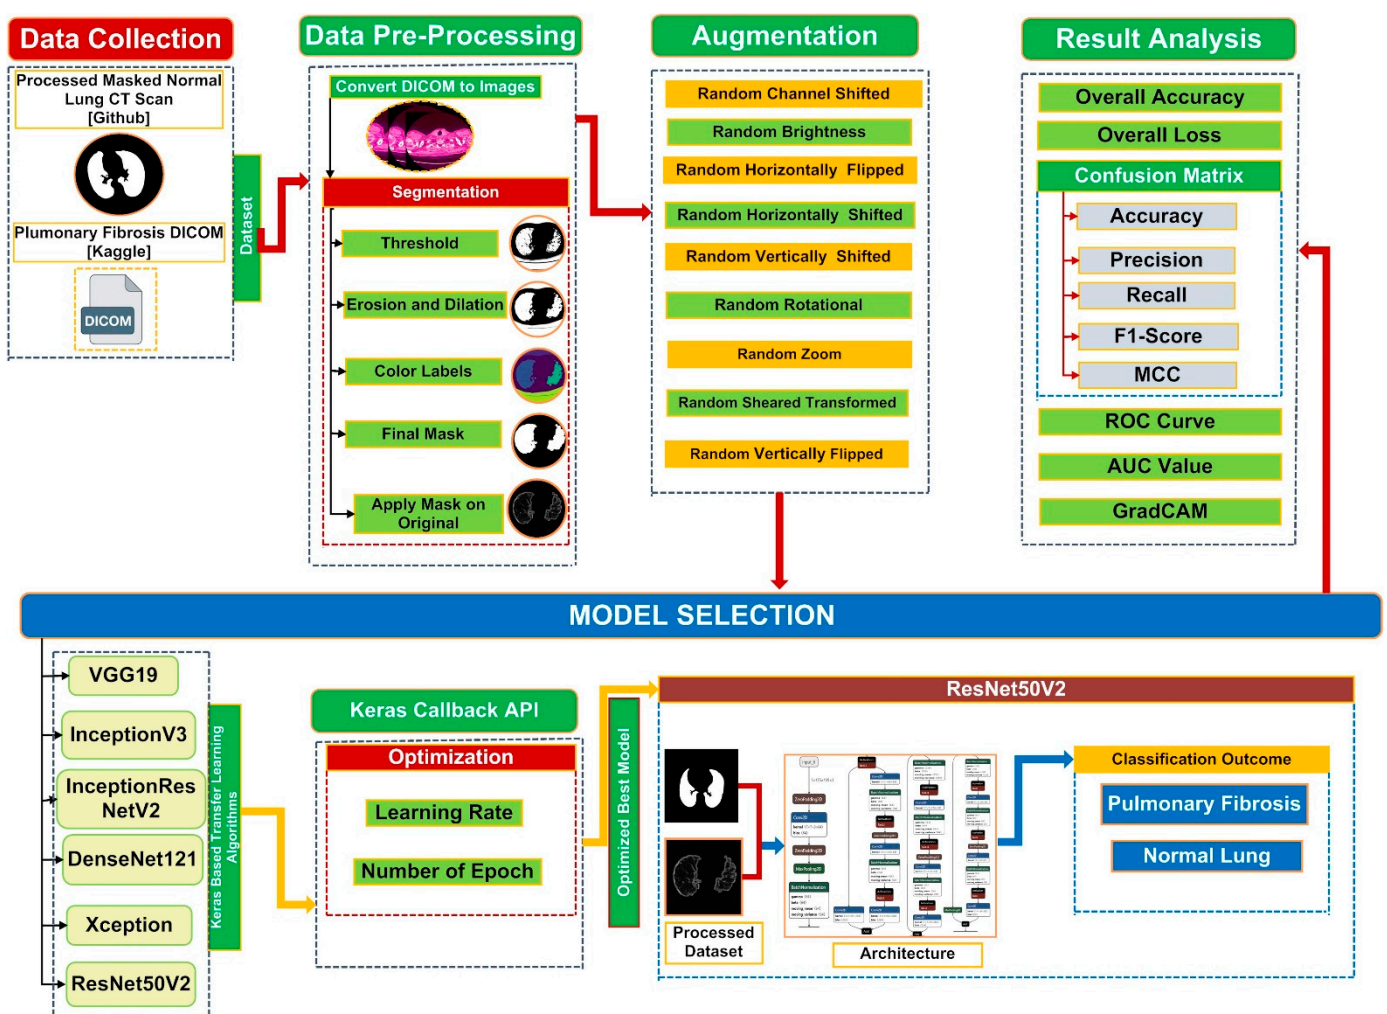 Data Collection
Processed Masked Normal
Lung CT Scan
[Github]
Plumonary Fibrosis DICOM
[Kaggle]
DICOM
Dataset
Data Pre-Processing
Convert DICOM to Images
Segmentation
Threshold
Erosion and Dilation
Color Labels
Final Mask
Apply Mask on
Original
Augmentation
Random Channel Shifted
Random Brightness
Random Horizontally Flipped
Random Horizontally Shifted
Random Vertically Shifted
Random Rotational
Random Zoom
Random Sheared Transformed
Random Vertically Flipped
Result Analysis
Overall Accuracy
Overall Loss
Confusion Matrix
Accuracy
Precision
Recall
F1-Score
MCC
ROC Curve
AUC Value
GradCAM
MODEL SELECTION
VGG19
InceptionV3
InceptionRes
NetV2
DenseNet121
Xception
ResNet50V2
Keras Based Transfer Learning
Algorithms
Keras Callback API
Optimization
Learning Rate
Number of Epoch
Optimized Best Model
ResNet50V2
Processed
Dataset
ZeroPadding2D
Conv2D
ZeroPadding2D
MaxPooling2D
BatchNormalization
Architecture
Classification Outcome
Pulmonary Fibrosis
Normal Lung